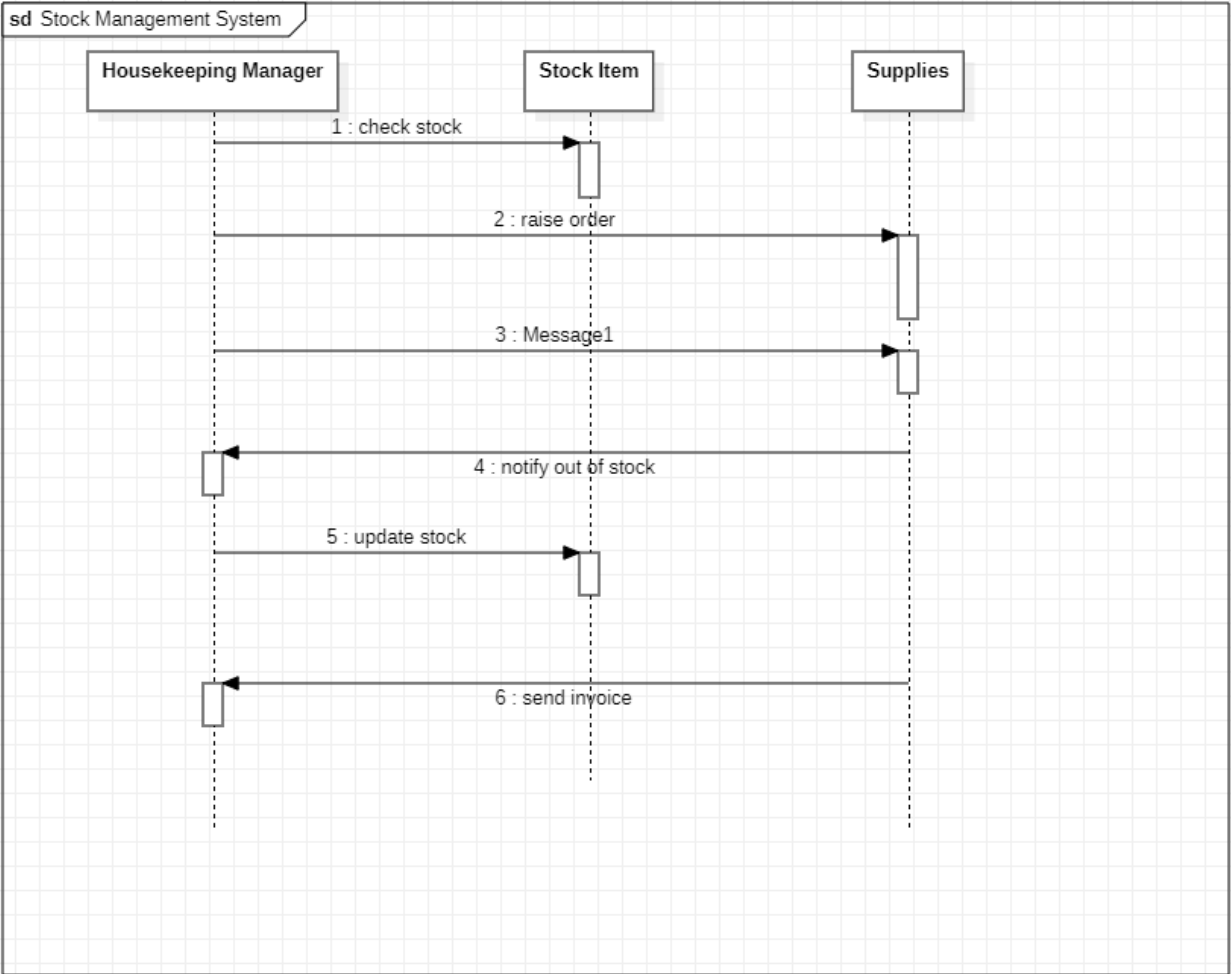 sd Stock Management System
Housekeeping Manager
Stock Item
Supplies
1 : check stock
2 : raise order
3 : Message1
4 : notify out of stock
5 : update stock
6 : send invoice